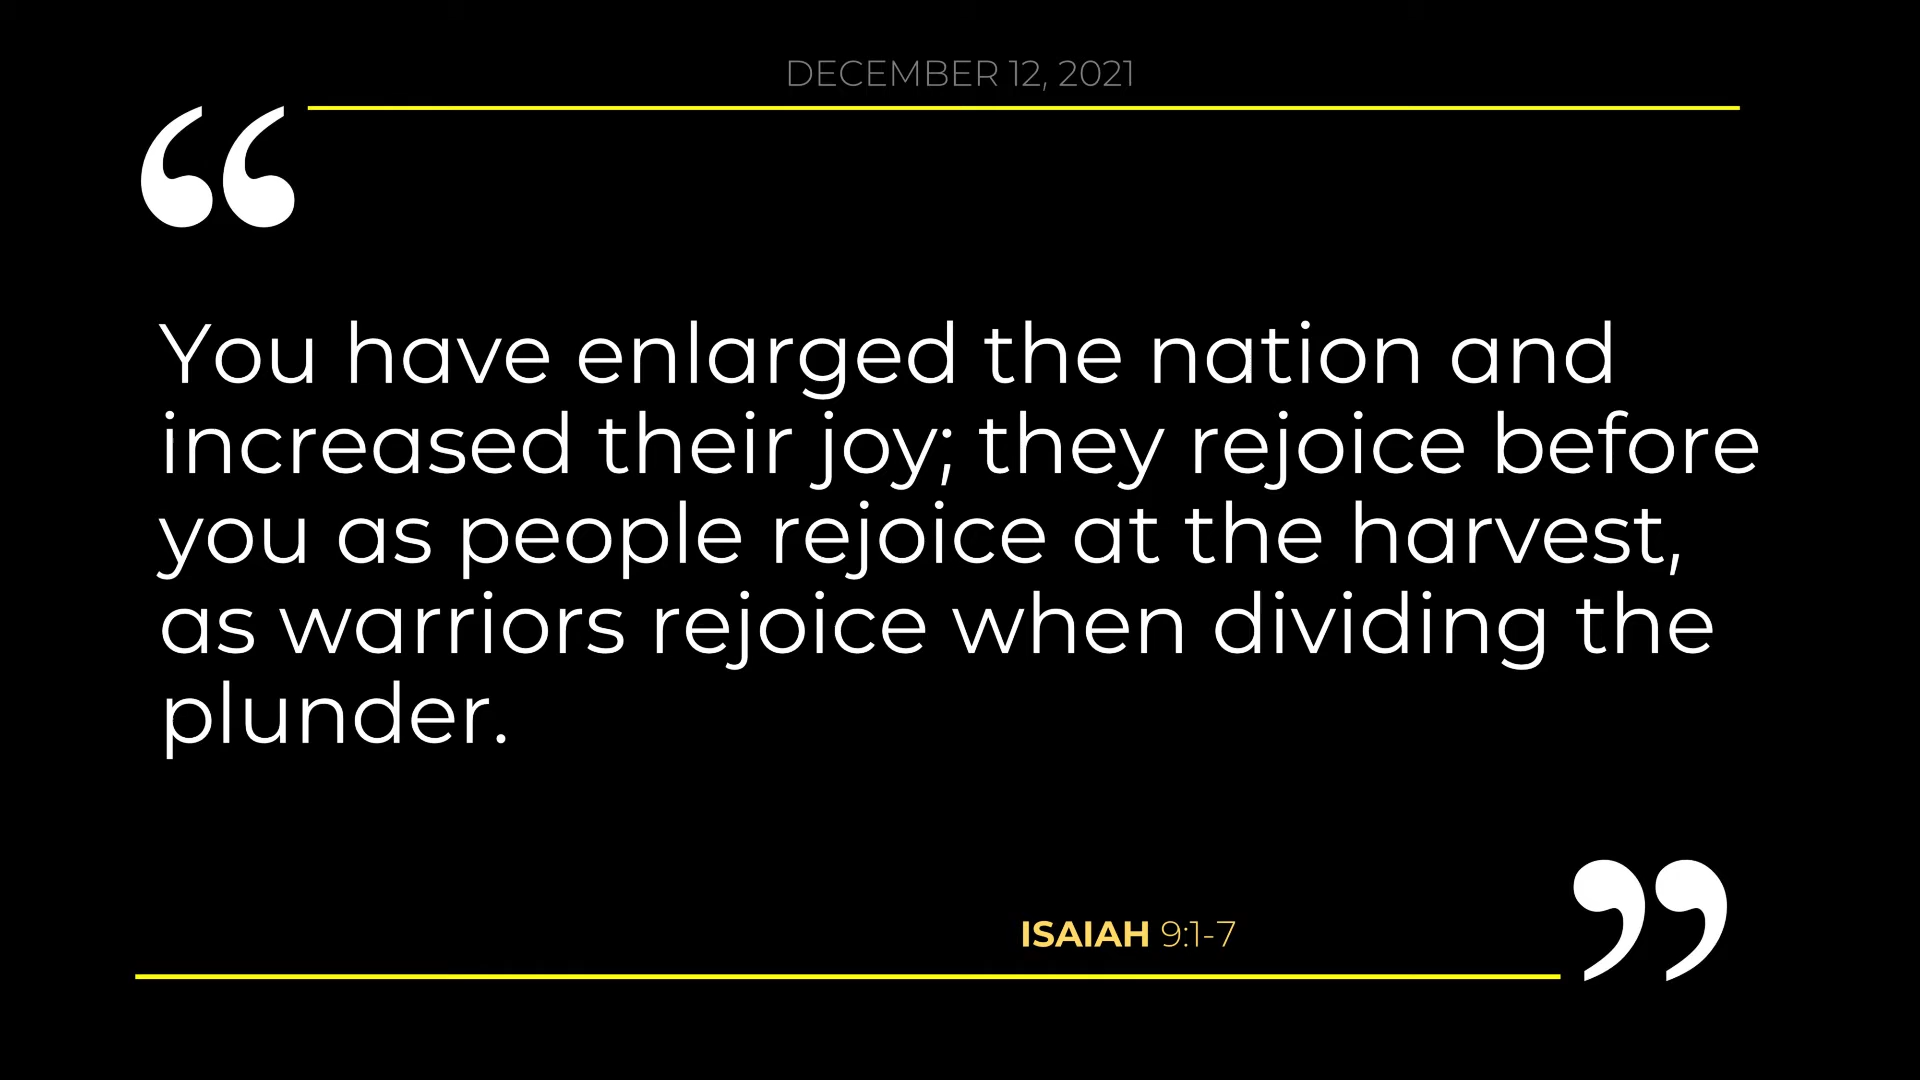 DECEMBER 12, 2021
“
You have enlarged the nation and
increased their joy; they rejoice before
you as people rejoice at the harvest,
as warriors rejoice when dividing the
plunder.
ISAIAH 9:1-7
”